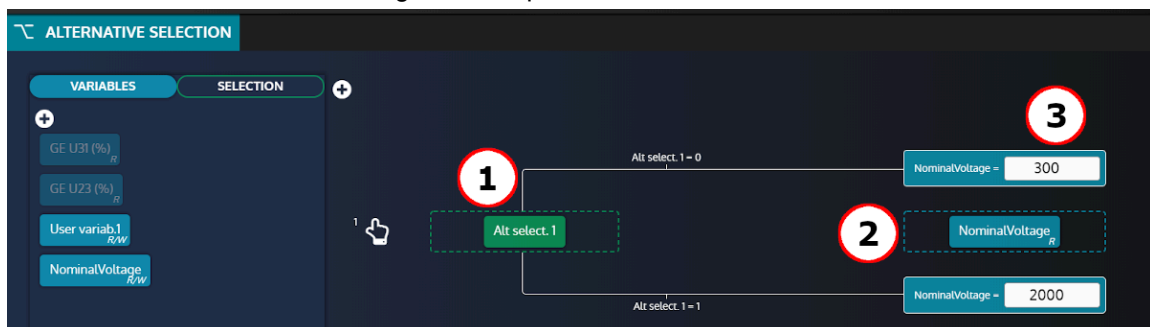 ALTERNATIVE SELECTION
VARIABLES
SELECTION
GE U31 (%)
R
GE U23 (%)
R
User variab.1
R/W
NominalVoltage
R/W
1
1
Alt select. 1
Alt select. 1 = 0
Alt select. 1 = 1
3
NominalVoltage = 300
2
NominalVoltage
R
NominalVoltage = 2000